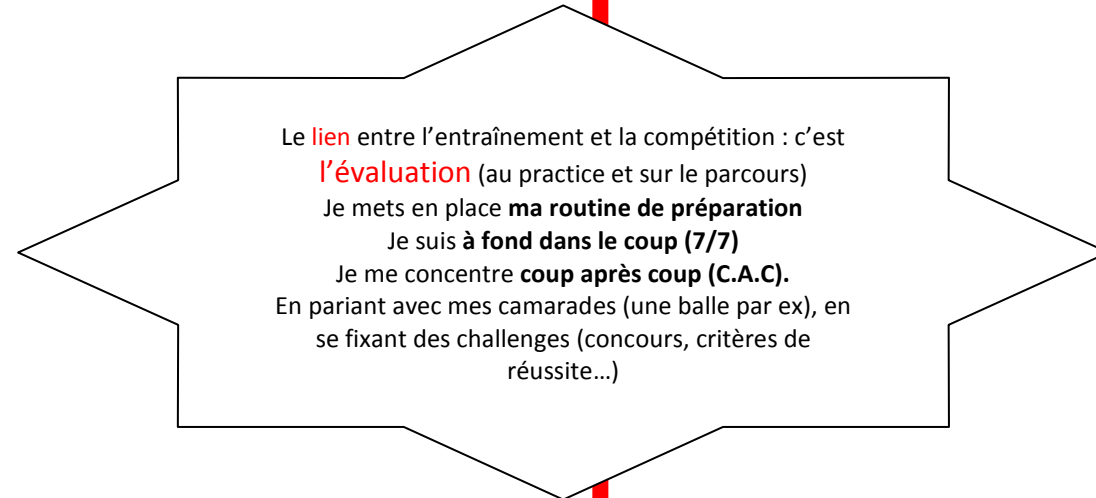 Le lien entre l’entraînement et la compétition : c’est
l’évaluation (au practice et sur le parcours)
Je mets en place ma routine de préparation
Je suis à fond dans le coup (7/7)
Je me concentre coup après coup (C.A.C).
En pariant avec mes camarades (une balle par ex), en
se fixant des challenges (concours, critères de
réussite…)